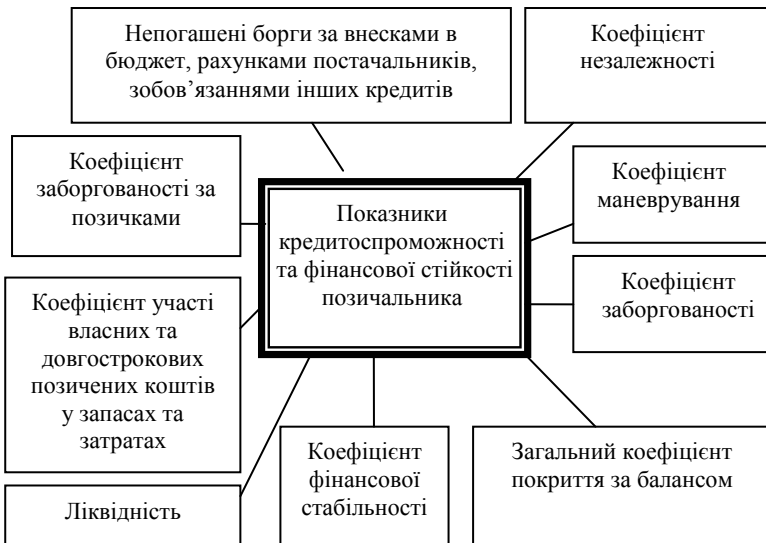 Непогашені борги за внесками в
бюджет, рахунками постачальників,
зобов’язаннями інших кредитів
Коефіцієнт
незалежності
Коефіцієнт
заборгованості за
позичками
Показники
кредитоспроможності
та фінансової стійкості
позичальника
Коефіцієнт
маневрування
Коефіцієнт
заборгованості
Коефіцієнт участі
власних та
довгострокових
позичених коштів
у запасах та
затратах
Коефіцієнт
фінансової
стабільності
Загальний коефіцієнт
покриття за балансом
Ліквідність